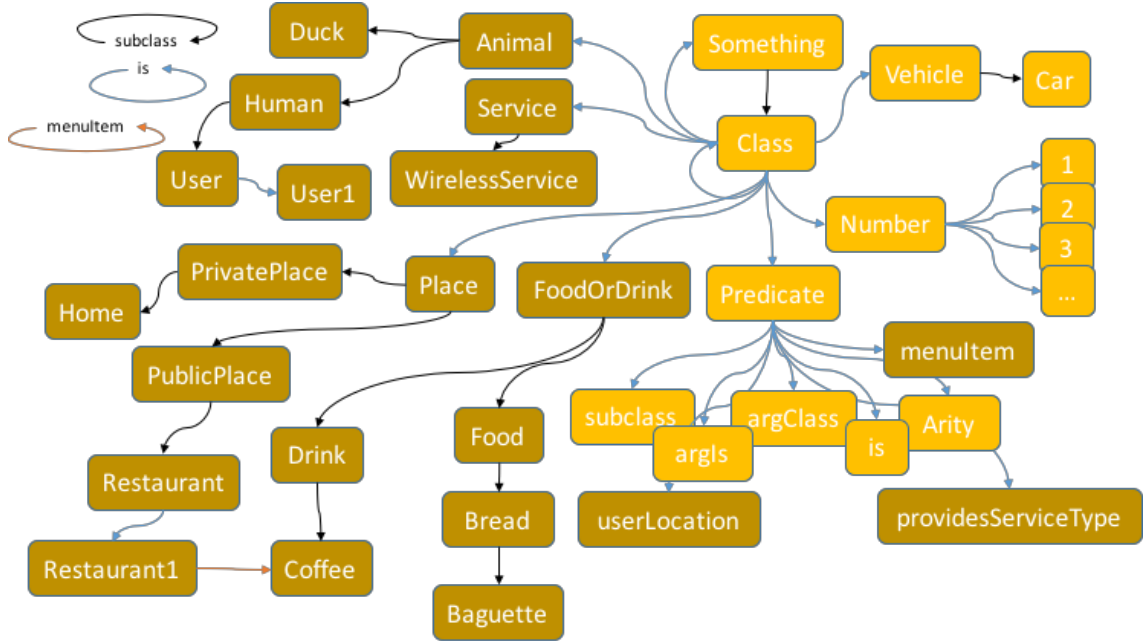 subclass
is
menuItem
Duck
Animal
Something
Vehicle
Car
Human
Service
Class
User
User1
WirelessService
Number
1
2
3
...
PrivatePlace
Place
FoodOrDrink
Predicate
Home
PublicPlace
menuItem
subclass
argClass
Arity
argIs
is
Restaurant
Drink
Food
Bread
userLocation
providesServiceType
Restaurant1
Coffee
Baguette